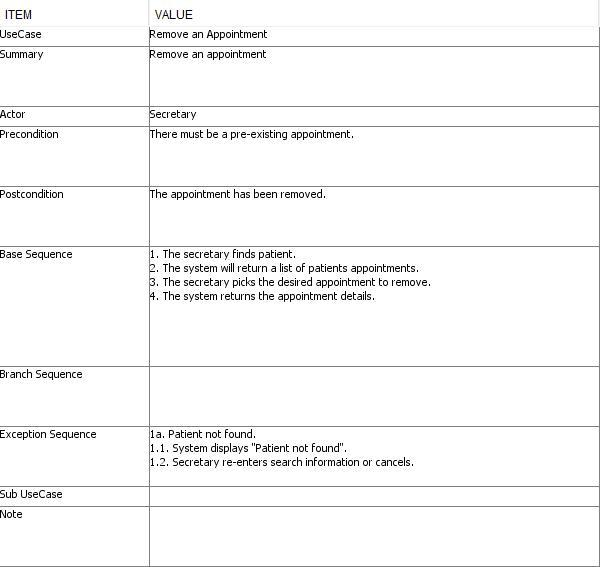 ITEM VALUE
UseCase Remove an Appointment
Summary Remove an appointment
Actor Secretary
Precondition There must be a pre-existing appointment.
Postcondition The appointment has been removed.
Base Sequence 1. The secretary finds patient.
2. The system will return a list of patients appointments.
3. The secretary picks the desired appointment to remove.
4. The system returns the appointment details.
Branch Sequence
Exception Sequence 1a. Patient not found.
1.1. System displays "Patient not found".
1.2. Secretary re-enters search information or cancels.
Sub UseCase
Note